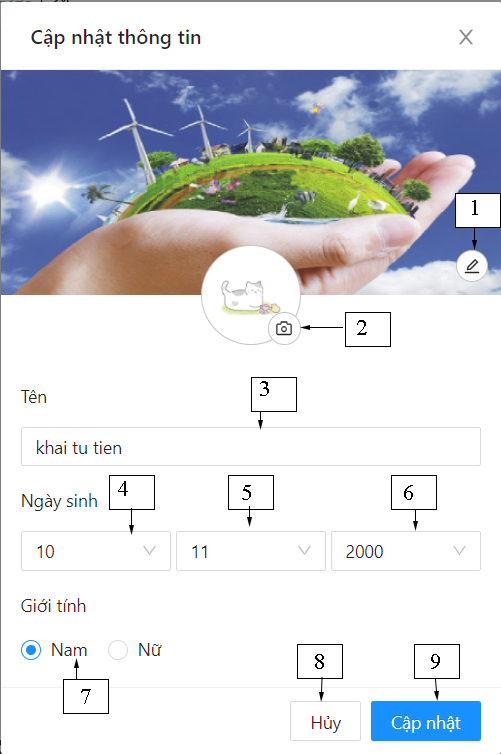 Cập nhật thông tin
1
2
Tên
3
khai tu tien
Ngày sinh
4
5
6
10
11
2000
Giới tính
Nam
Nữ
7
8
9
Hủy
Cập nhật